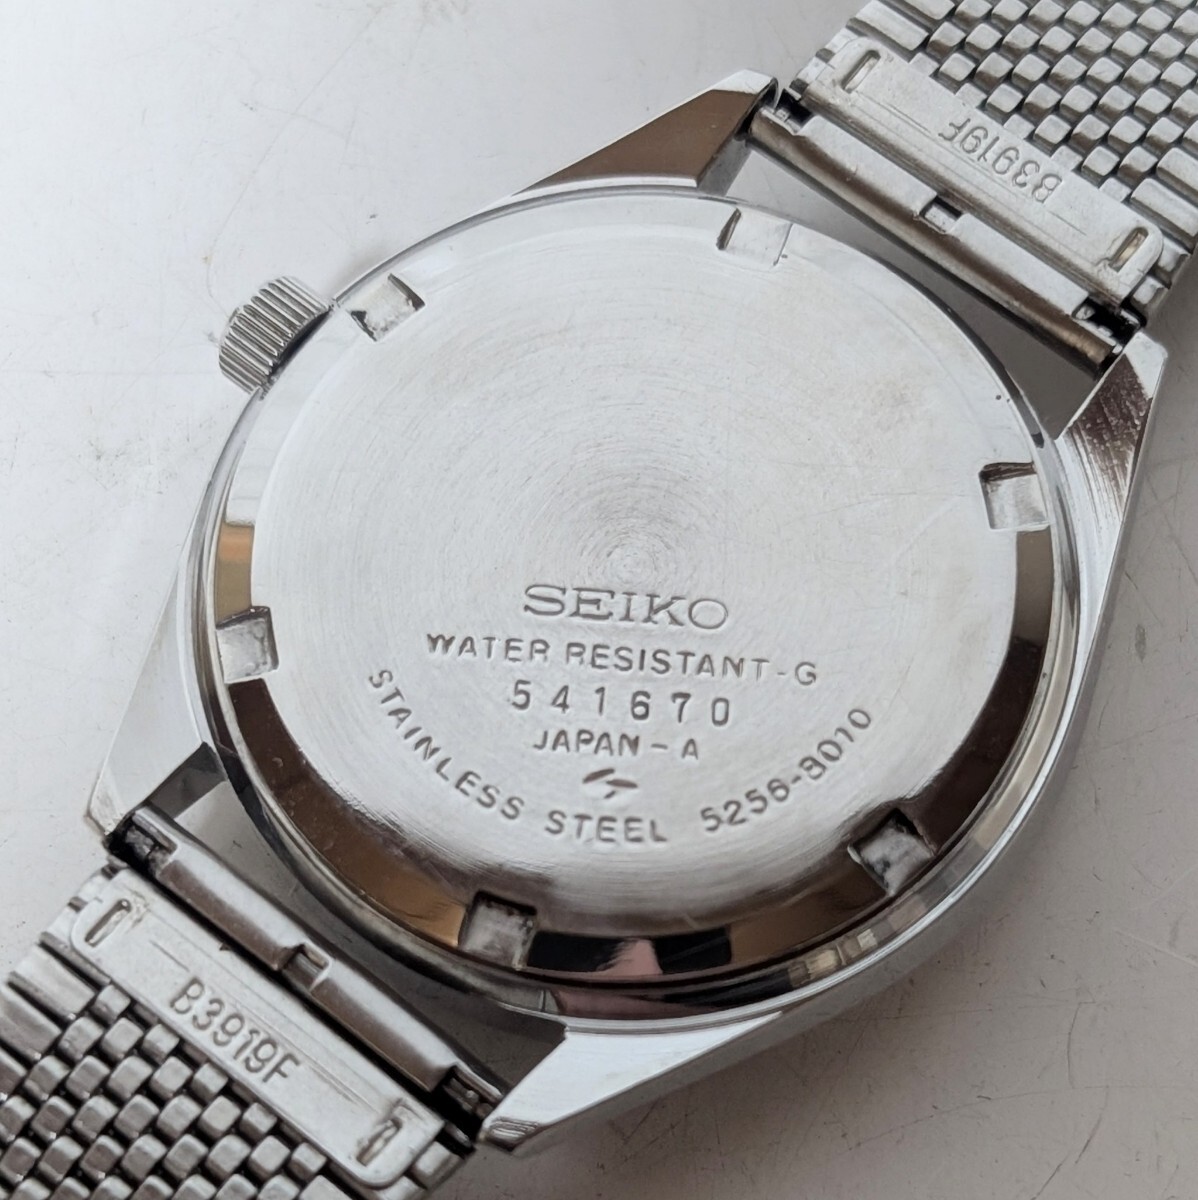 SEIKO
WATER RESISTANT-G
541670
JAPAN-A
STAINLESS STEEL 5256-8010
B3919F
B3919F